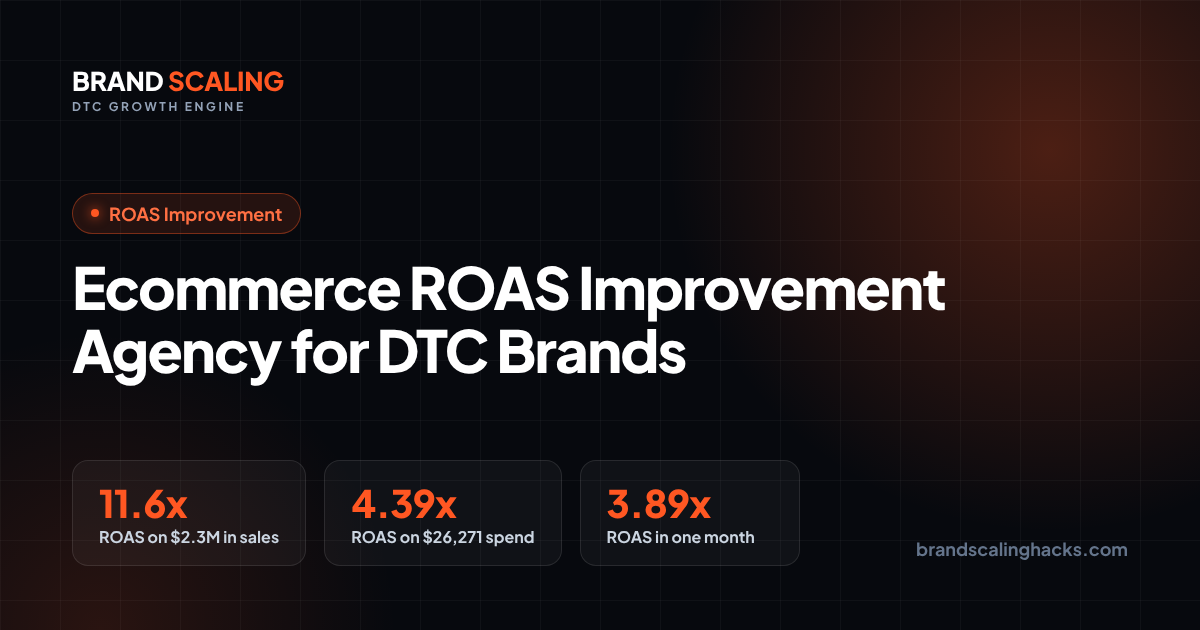 BRAND SCALING
DTC GROWTH ENGINE
ROAS Improvement
Ecommerce ROAS Improvement
Agency for DTC Brands
11.6x
ROAS on $2.3M in sales
4.39x
ROAS on $26,271 spend
3.89x
ROAS in one month
brandscalinghacks.com